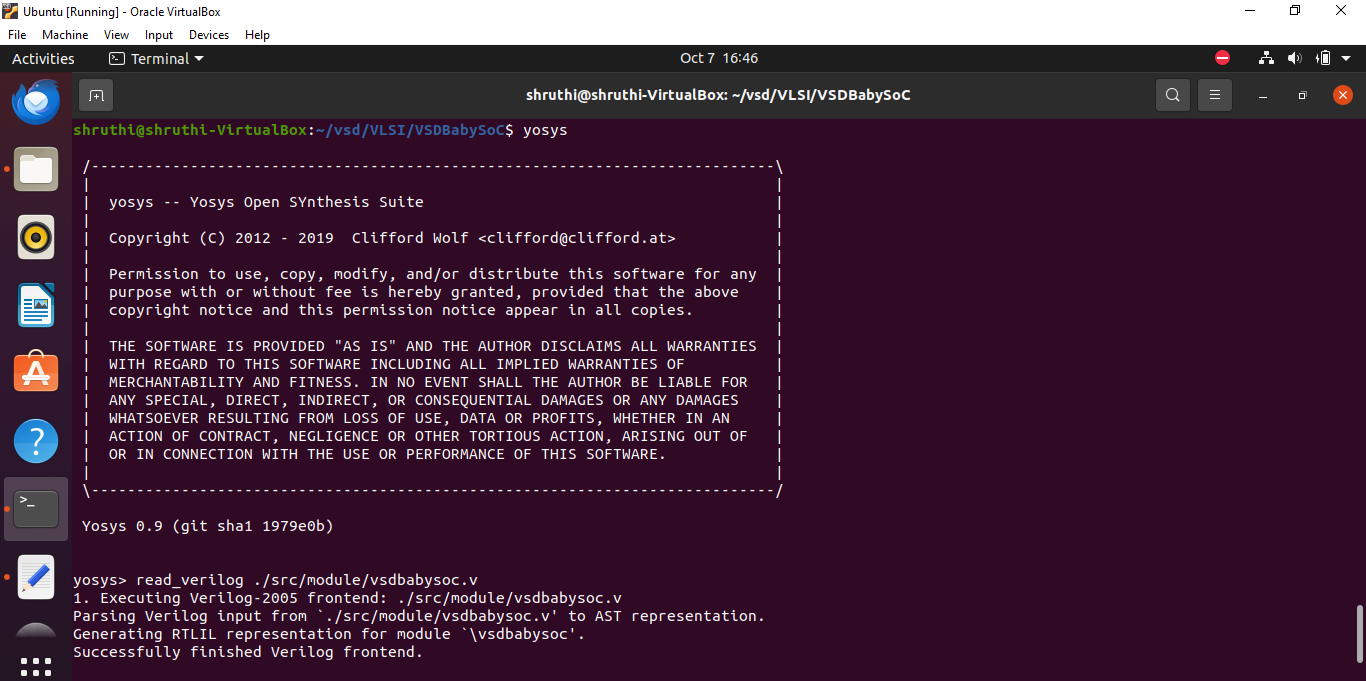 Ubuntu [Running] - Oracle VirtualBox
File Machine View Input Devices Help
Activities Terminal Oct 7 16:46
shruthi@shruthi-VirtualBox: ~/vsd/VLSI/VSDBabySoC
shruthi@shruthi-VirtualBox:~/vsd/VLSI/VSDBabySoC$ yosys
/----------------------------------------------------------------------------\
|                                                                            |
|  yosys -- Yosys Open SYnthesis Suite                                       |
|                                                                            |
|  Copyright (C) 2012 - 2019  Clifford Wolf <clifford@clifford.at>           |
|                                                                            |
|  Permission to use, copy, modify, and/or distribute this software for any  |
|  purpose with or without fee is hereby granted, provided that the above    |
|  copyright notice and this permission notice appear in all copies.         |
|                                                                            |
|  THE SOFTWARE IS PROVIDED "AS IS" AND THE AUTHOR DISCLAIMS ALL WARRANTIES  |
|  WITH REGARD TO THIS SOFTWARE INCLUDING ALL IMPLIED WARRANTIES OF          |
|  MERCHANTABILITY AND FITNESS. IN NO EVENT SHALL THE AUTHOR BE LIABLE FOR   |
|  ANY SPECIAL, DIRECT, INDIRECT, OR CONSEQUENTIAL DAMAGES OR ANY DAMAGES    |
|  WHATSOEVER RESULTING FROM LOSS OF USE, DATA OR PROFITS, WHETHER IN AN     |
|  ACTION OF CONTRACT, NEGLIGENCE OR OTHER TORTIOUS ACTION, ARISING OUT OF   |
|  OR IN CONNECTION WITH THE USE OR PERFORMANCE OF THIS SOFTWARE.            |
|                                                                            |
\----------------------------------------------------------------------------/
Yosys 0.9 (git sha1 1979e0b)
yosys> read_verilog ./src/module/vsdbabysoc.v
1. Executing Verilog-2005 frontend: ./src/module/vsdbabysoc.v
Parsing Verilog input from `./src/module/vsdbabysoc.v' to AST representation.
Generating RTLIL representation for module `\vsdbabysoc'.
Successfully finished Verilog frontend.